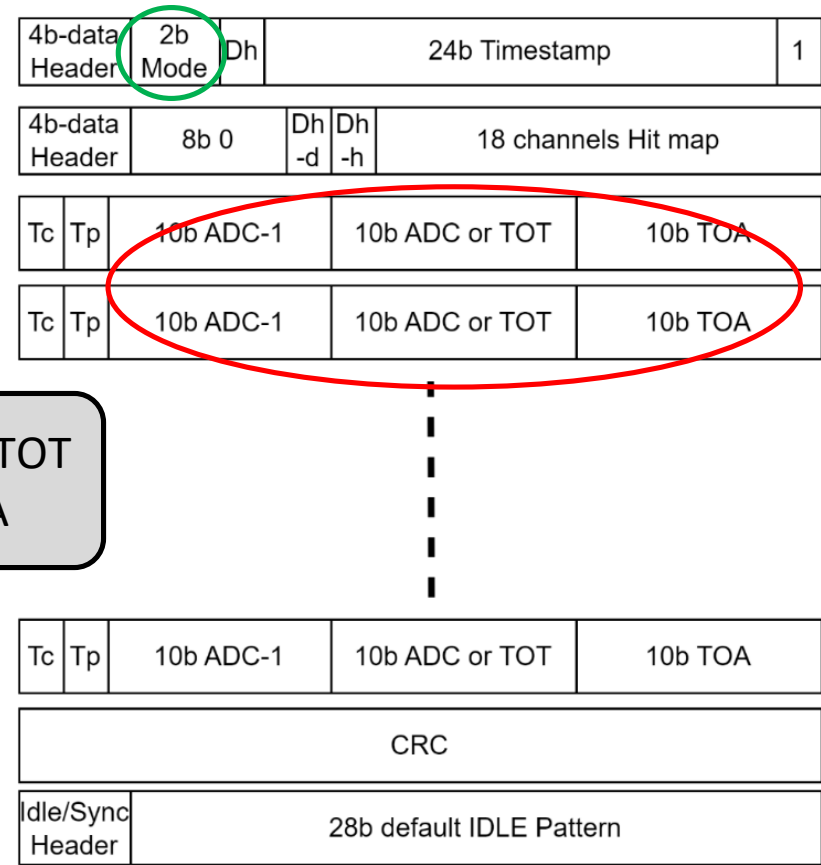 4b-data Header 2b Mode Dh 24b Timestamp 1
4b-data Header 8b 0 Dh-d Dh-h 18 channels Hit map
Tc Tp 10b ADC-1 10b ADC or TOT 10b TOA
Tc Tp 10b ADC-1 10b ADC or TOT 10b TOA
TOT
A
Tc Tp 10b ADC-1 10b ADC or TOT 10b TOA
CRC
Idle/Sync Header 28b default IDLE Pattern